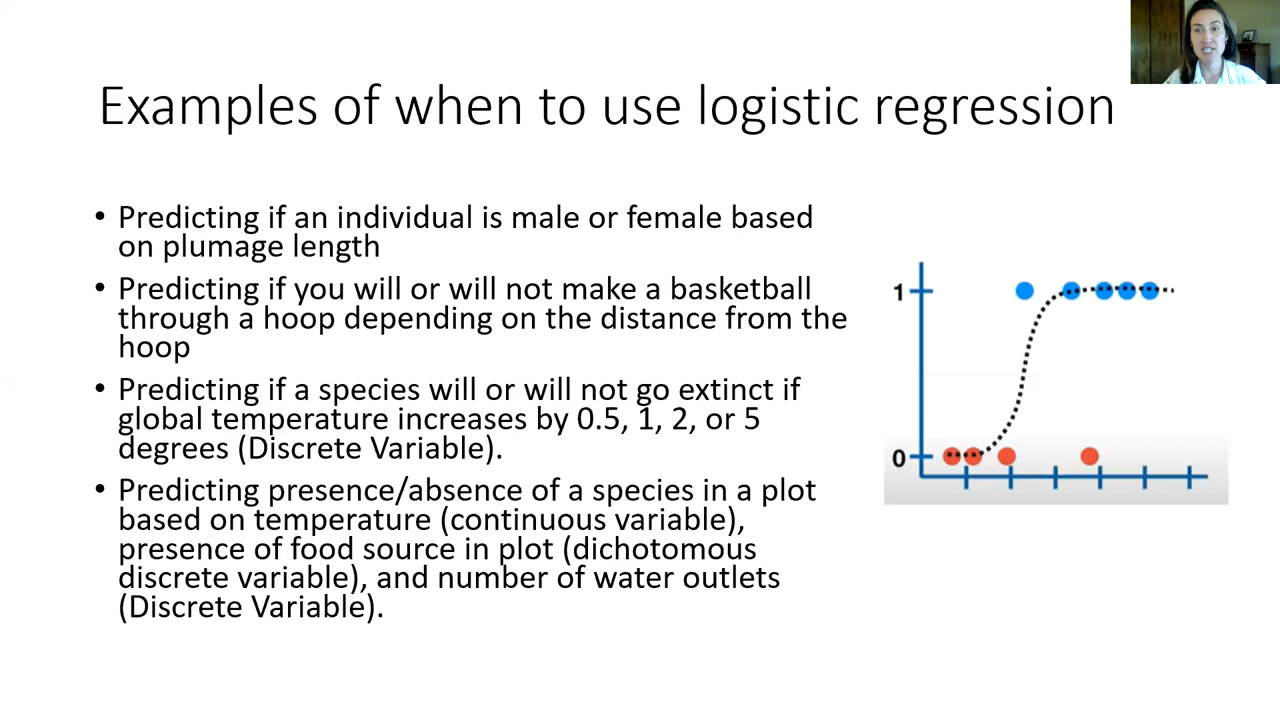 Examples of when to use logistic regression
• Predicting if an individual is male or female based
on plumage length
• Predicting if you will or will not make a basketball
through a hoop depending on the distance from the
hoop
• Predicting if a species will or will not go extinct if
global temperature increases by 0.5, 1, 2, or 5
degrees (Discrete Variable).
• Predicting presence/absence of a species in a plot
based on temperature (continuous variable),
presence of food source in plot (dichotomous
discrete variable), and number of water outlets
(Discrete Variable).
1
0